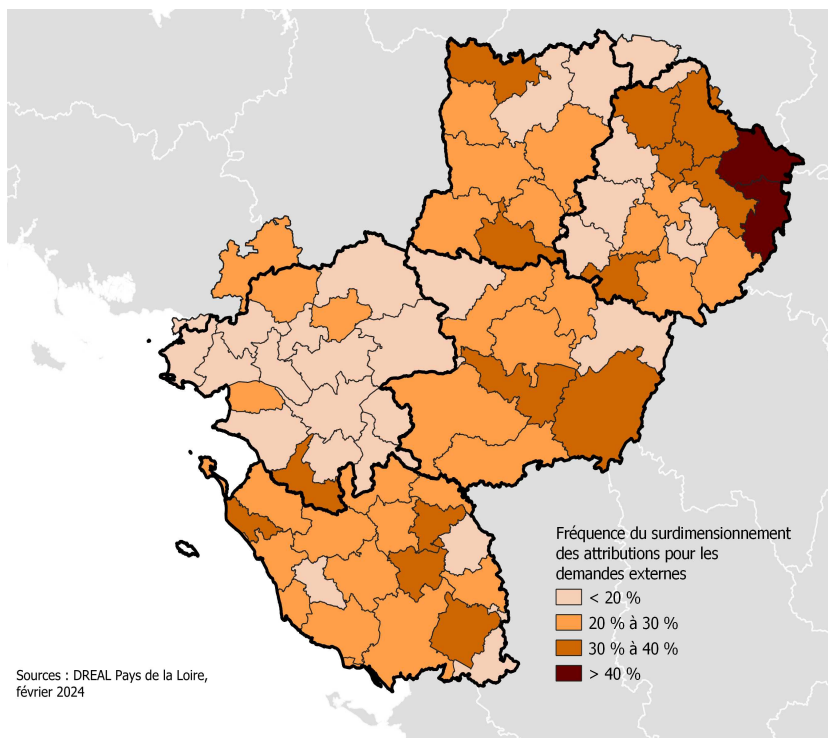 Fréquence du surdimensionnement
des attributions pour les
demandes externes
< 20 %
20 % à 30 %
30 % à 40 %
> 40 %
Sources : DREAL Pays de la Loire,
février 2024